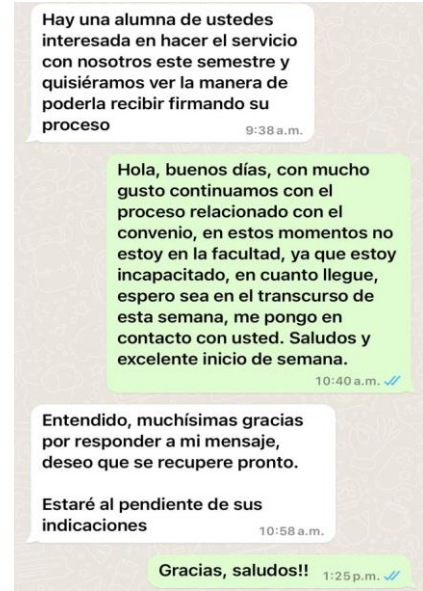 Hay una alumna de ustedes
interesada en hacer el servicio
con nosotros este semestre y
quisiéramos ver la manera de
poderla recibir firmando su
proceso
9:38 a.m.
Hola, buenos días, con mucho
gusto continuamos con el
proceso relacionado con el
convenio, en estos momentos no
estoy en la facultad, ya que estoy
incapacitado, en cuanto llegue,
espero sea en el transcurso de
esta semana, me pongo en
contacto con usted. Saludos y
excelente inicio de semana.
10:40 a.m.
Entendido, muchísimas gracias
por responder a mi mensaje,
deseo que se recupere pronto.
Estaré al pendiente de sus
indicaciones
10:58 a.m.
Gracias, saludos!! 1:25 p.m.